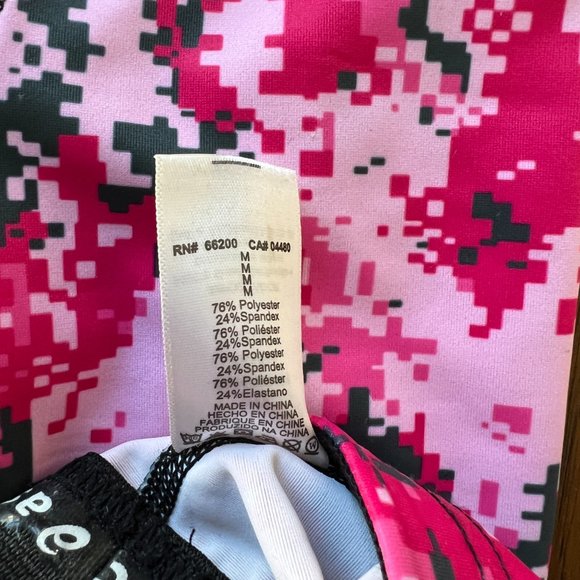 RN# 66200 CA# 04480
M
M
M
M
76% Polyester
24%Spandex
76% Poliéster
24%Spandex
76% Polyester
24%Spandex
76% Poliéster
24%Elastano
MADE IN CHINA
HECHO EN CHINA
FABRIQUE EN CHINE
PRODUZIDO NA CHINA